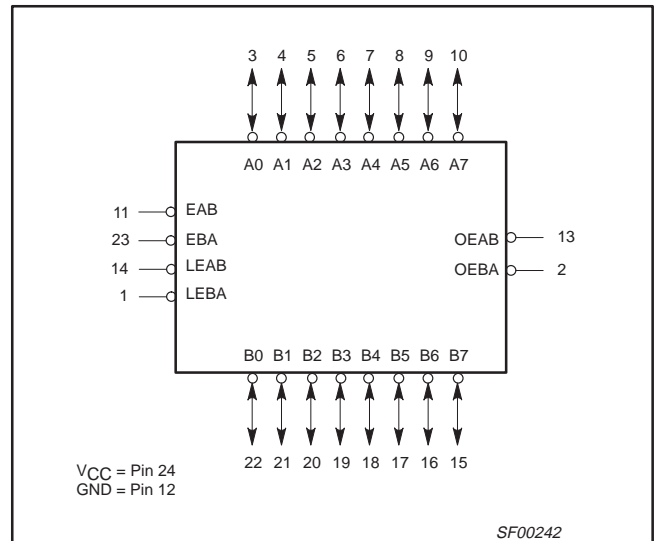 3 4 5 6 7 8 9 10
A0 A1 A2 A3 A4 A5 A6 A7
11 EAB
23 EBA
14 LEAB
1 LEBA
OEAB 13
OEBA 2
B0 B1 B2 B3 B4 B5 B6 B7
22 21 20 19 18 17 16 15
VCC = Pin 24
GND = Pin 12
SF00242